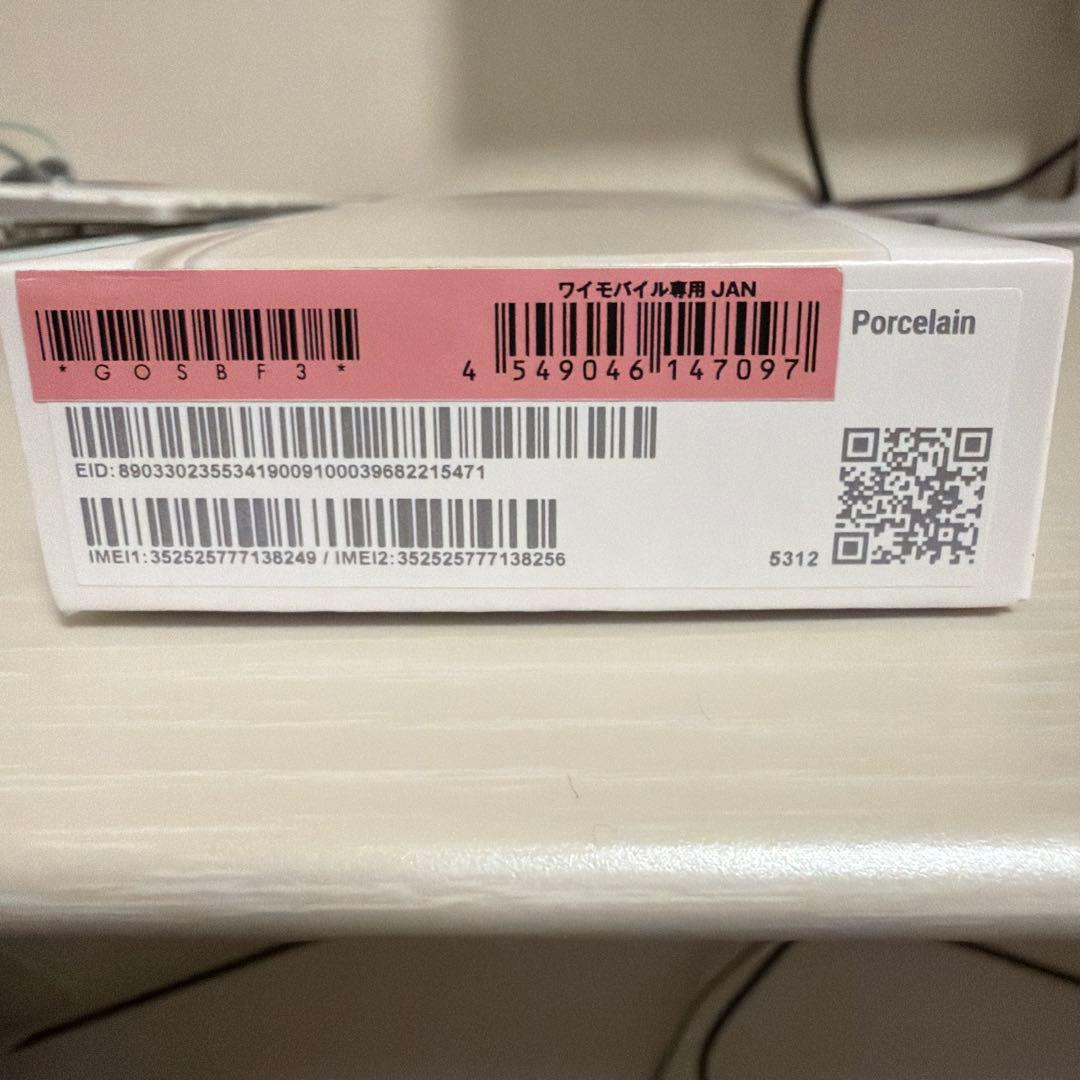 ワイモバイル専用 JAN
*GOSBF3*
4 549046 147097
Porcelain
EID: 89033023553419009100039682215471
IMEI1: 352525777138249 / IMEI2: 352525777138256
5312